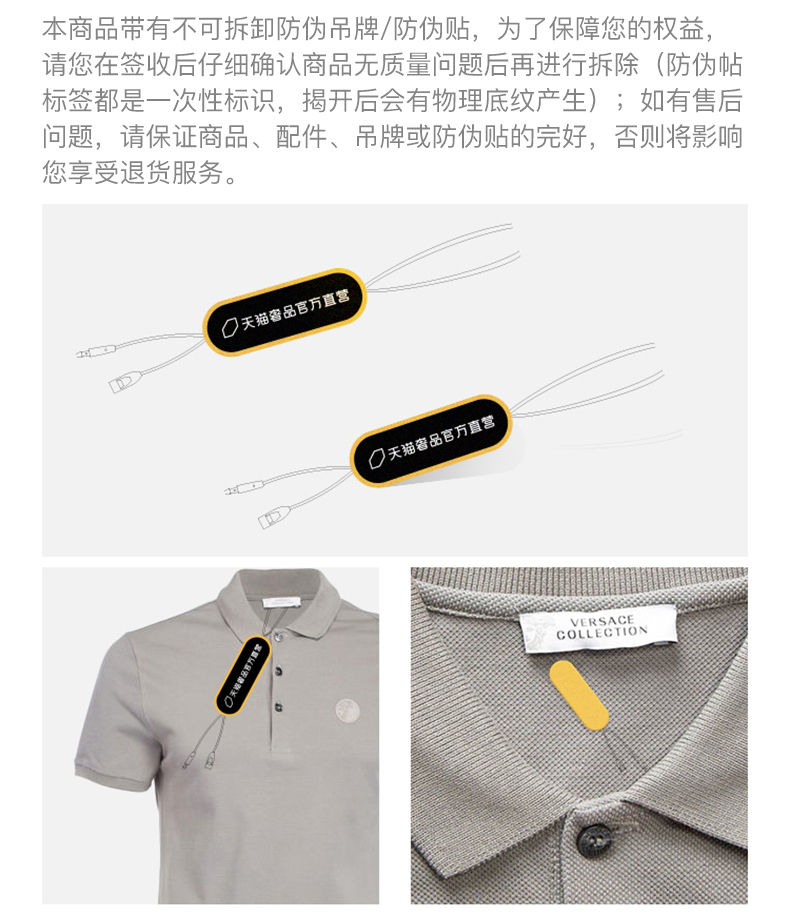 本商品带有不可拆卸防伪吊牌/防伪贴，为了保障您的权益，
请您在签收后仔细确认商品无质量问题后再进行拆除（防伪帖
标签都是一次性标识，揭开后会有物理底纹产生）；如有售后
问题，请保证商品、配件、吊牌或防伪贴的完好，否则将影响
您享受退货服务。
天猫奢品官方直营
天猫奢品官方直营
天猫奢品官方直营
VERSACE
COLLECTION